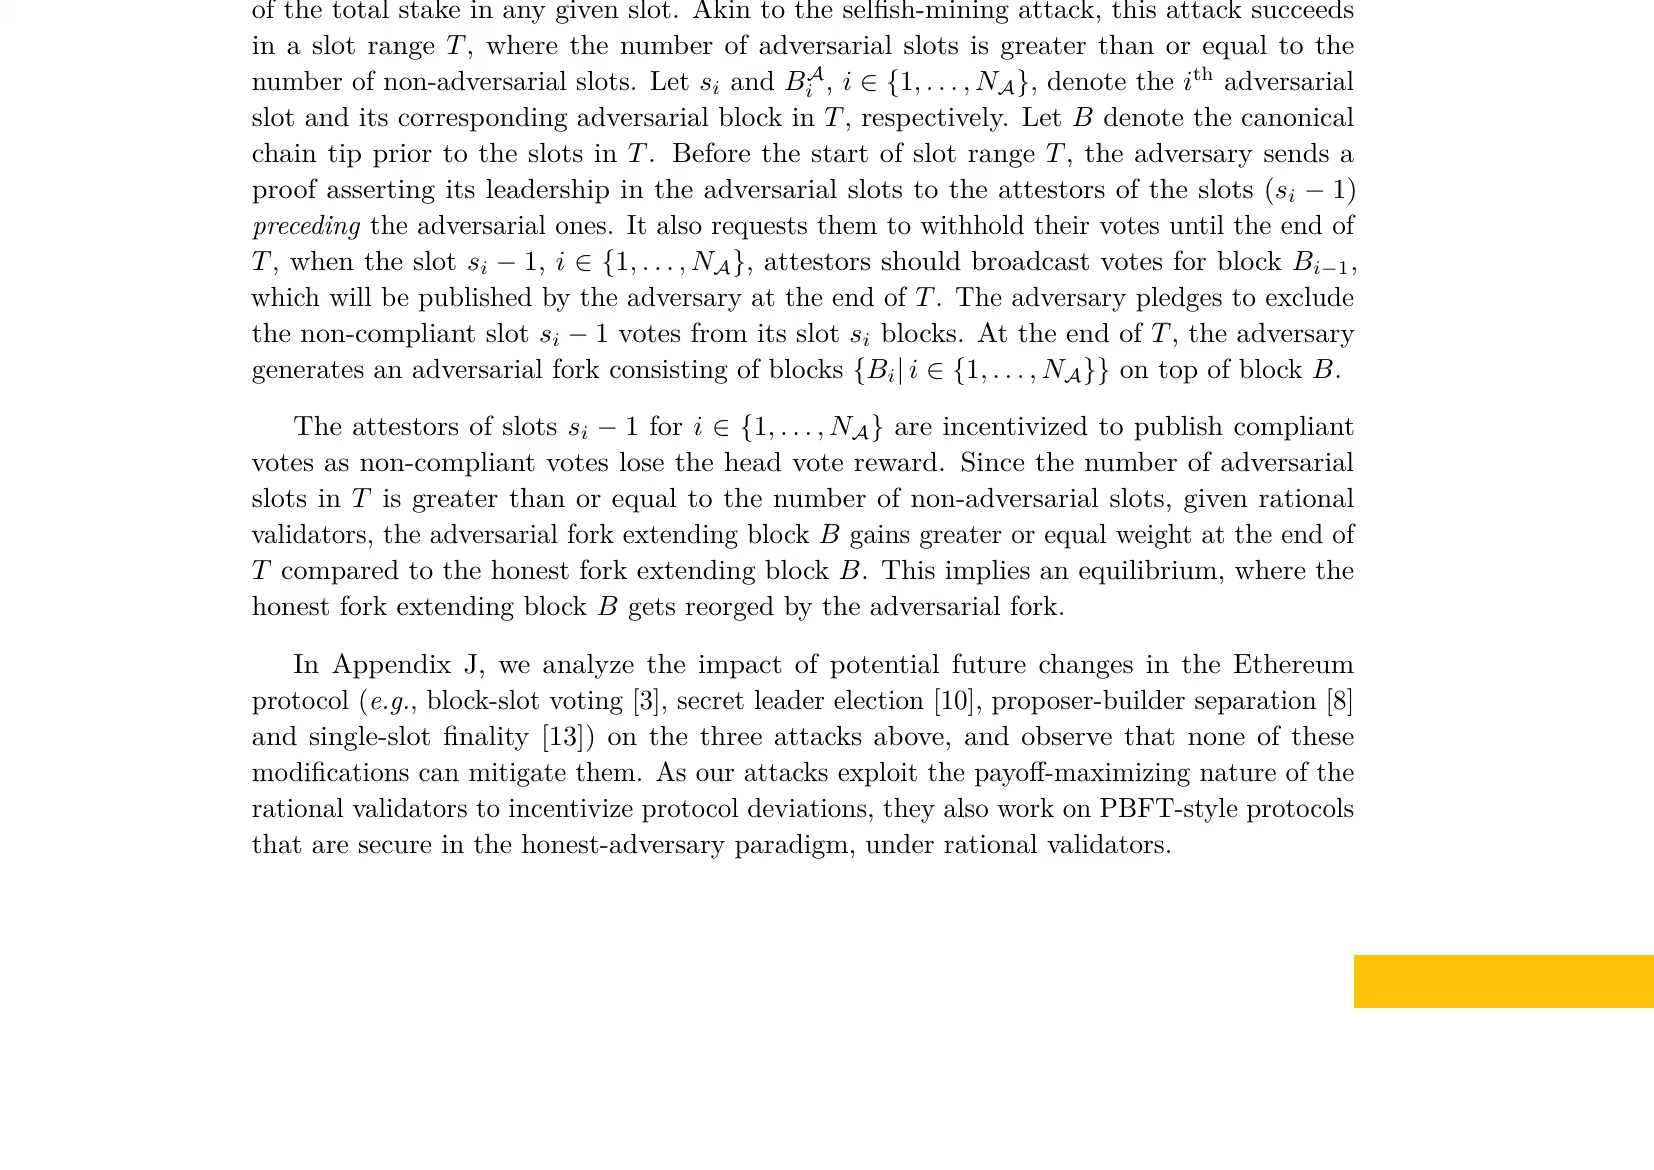 of the total stake in any given slot. Akin to the selfish-mining attack, this attack succeeds
in a slot range T, where the number of adversarial slots is greater than or equal to the
number of non-adversarial slots. Let sᵢ and Bᵢ^𝒜, i ∈ {1, . . . , N_𝒜}, denote the iᵗʰ adversarial
slot and its corresponding adversarial block in T, respectively. Let B denote the canonical
chain tip prior to the slots in T. Before the start of slot range T, the adversary sends a
proof asserting its leadership in the adversarial slots to the attestors of the slots (sᵢ − 1)
preceding the adversarial ones. It also requests them to withhold their votes until the end of
T, when the slot sᵢ − 1, i ∈ {1, . . . , N_𝒜}, attestors should broadcast votes for block Bᵢ₋₁,
which will be published by the adversary at the end of T. The adversary pledges to exclude
the non-compliant slot sᵢ − 1 votes from its slot sᵢ blocks. At the end of T, the adversary
generates an adversarial fork consisting of blocks {Bᵢ| i ∈ {1, . . . , N_𝒜}} on top of block B.
The attestors of slots sᵢ − 1 for i ∈ {1, . . . , N_𝒜} are incentivized to publish compliant
votes as non-compliant votes lose the head vote reward. Since the number of adversarial
slots in T is greater than or equal to the number of non-adversarial slots, given rational
validators, the adversarial fork extending block B gains greater or equal weight at the end of
T compared to the honest fork extending block B. This implies an equilibrium, where the
honest fork extending block B gets reorged by the adversarial fork.
In Appendix J, we analyze the impact of potential future changes in the Ethereum
protocol (e.g., block-slot voting [3], secret leader election [10], proposer-builder separation [8]
and single-slot finality [13]) on the three attacks above, and observe that none of these
modifications can mitigate them. As our attacks exploit the payoff-maximizing nature of the
rational validators to incentivize protocol deviations, they also work on PBFT-style protocols
that are secure in the honest-adversary paradigm, under rational validators.